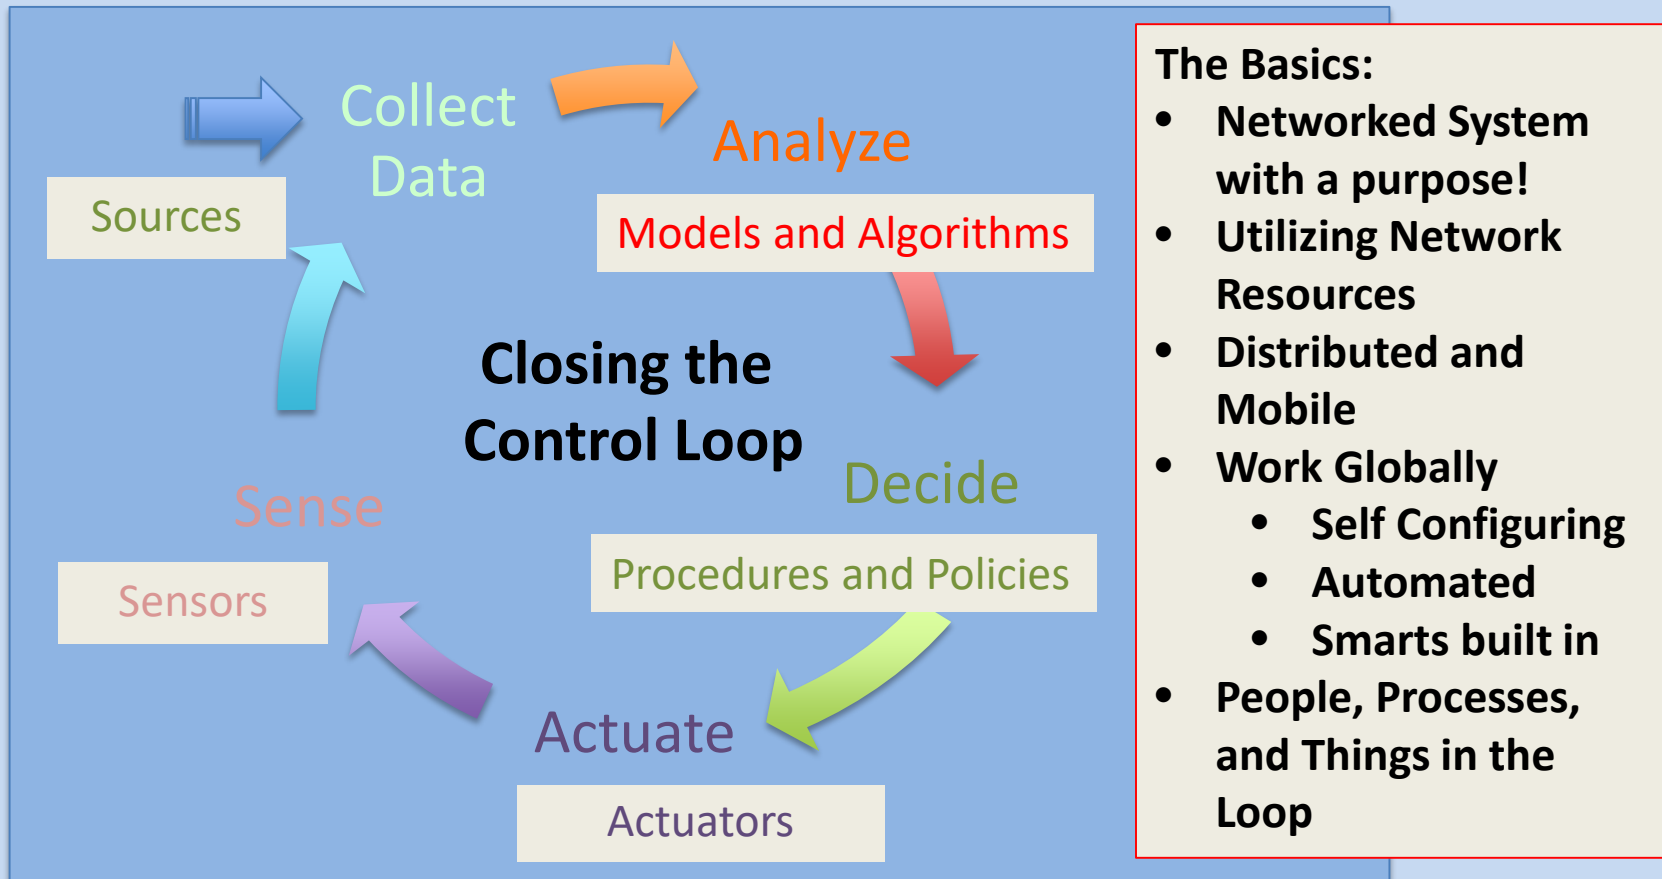 Collect
Data
Analyze
Sources
Models and Algorithms
Closing the
Control Loop
Decide
Sense
Procedures and Policies
Sensors
Actuate
Actuators
The Basics:
• Networked System
with a purpose!
• Utilizing Network
Resources
• Distributed and
Mobile
• Work Globally
• Self Configuring
• Automated
• Smarts built in
• People, Processes,
and Things in the
Loop